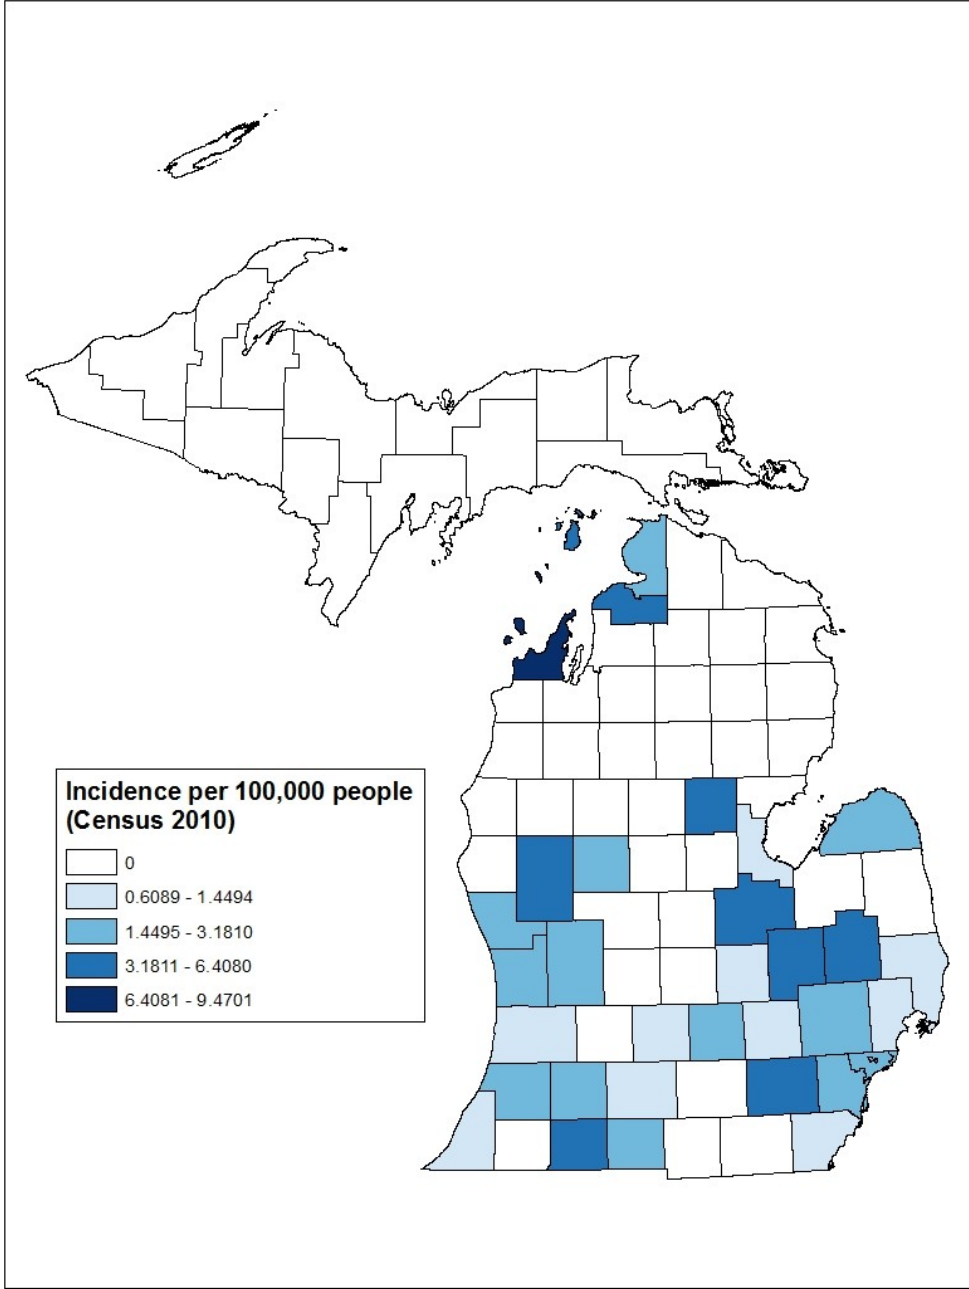 Incidence per 100,000 people
(Census 2010)
0
0.6089 - 1.4494
1.4495 - 3.1810
3.1811 - 6.4080
6.4081 - 9.4701